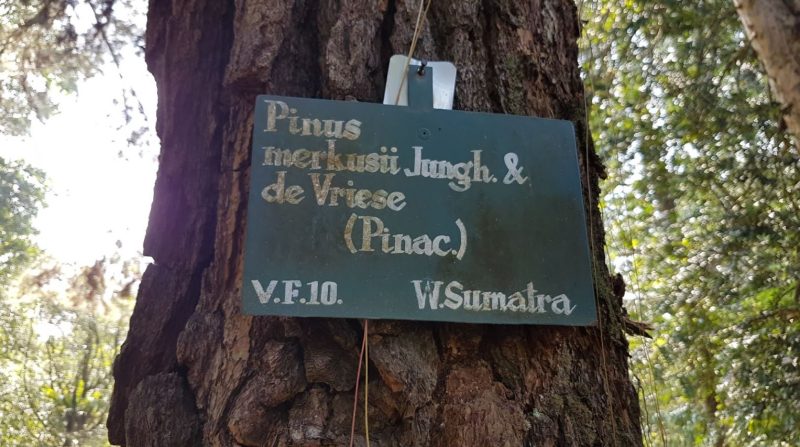 Pinus
merkusii Jungh. &
de Vriese
(Pinac.)
V.F.10. W.Sumatra